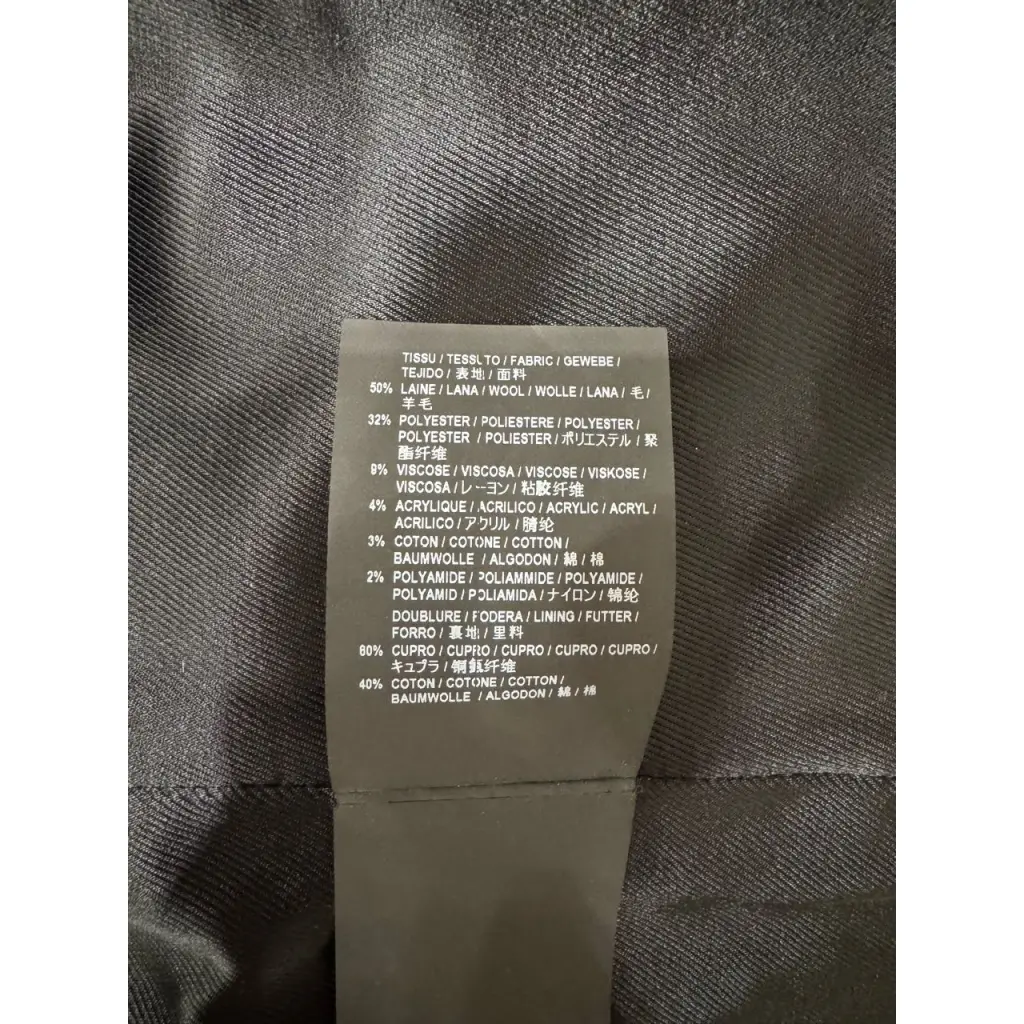 TISSU / TESSUTO / FABRIC / GEWEBE /
TEJIDO / 表地 / 面料
50% LAINE / LANA / WOOL / WOLLE / LANA / 毛 /
羊毛
32% POLYESTER / POLIESTERE / POLYESTER /
POLYESTER / POLIESTER / ポリエステル / 聚
酯纤维
9% VISCOSE / VISCOSA / VISCOSE / VISKOSE /
VISCOSA / レーヨン / 粘胶纤维
4% ACRYLIQUE / ACRILICO / ACRYLIC / ACRYL /
ACRILICO / アクリル / 腈纶
3% COTON / COTONE / COTTON /
BAUMWOLLE / ALGODON / 綿 / 棉
2% POLYAMIDE / POLIAMMIDE / POLYAMIDE /
POLYAMID / POLIAMIDA / ナイロン / 锦纶
DOUBLURE / FODERA / LINING / FUTTER /
FORRO / 裏地 / 里料
60% CUPRO / CUPRO / CUPRO / CUPRO / CUPRO /
キュプラ / 铜氨纤维
40% COTON / COTONE / COTTON /
BAUMWOLLE / ALGODON / 綿 / 棉